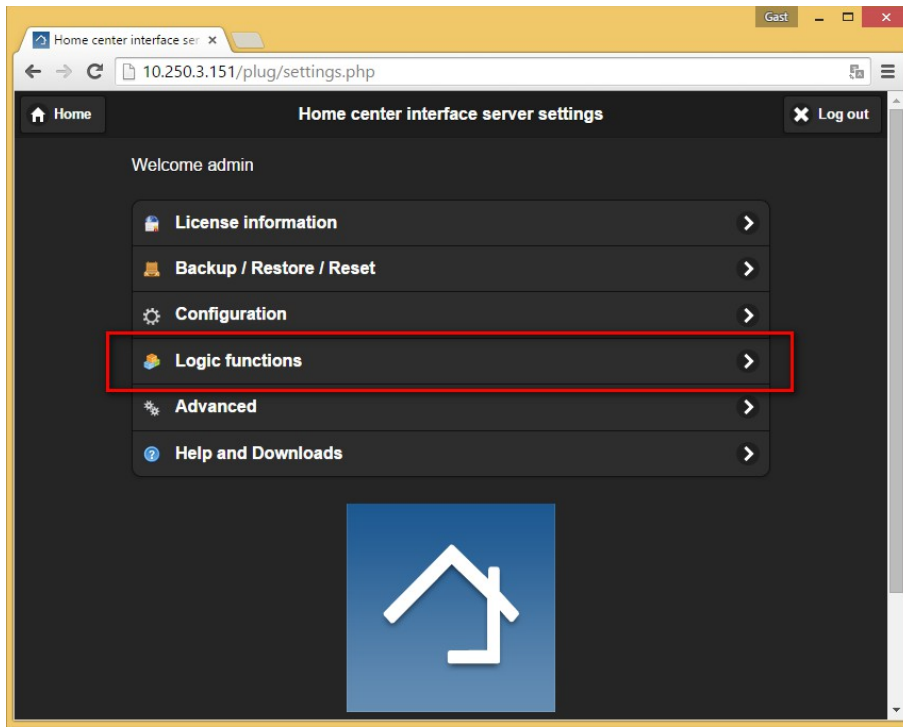 Gast
Home center interface ser
10.250.3.151/plug/settings.php
Home
Home center interface server settings
Log out
Welcome admin
License information
Backup / Restore / Reset
Configuration
Logic functions
Advanced
Help and Downloads